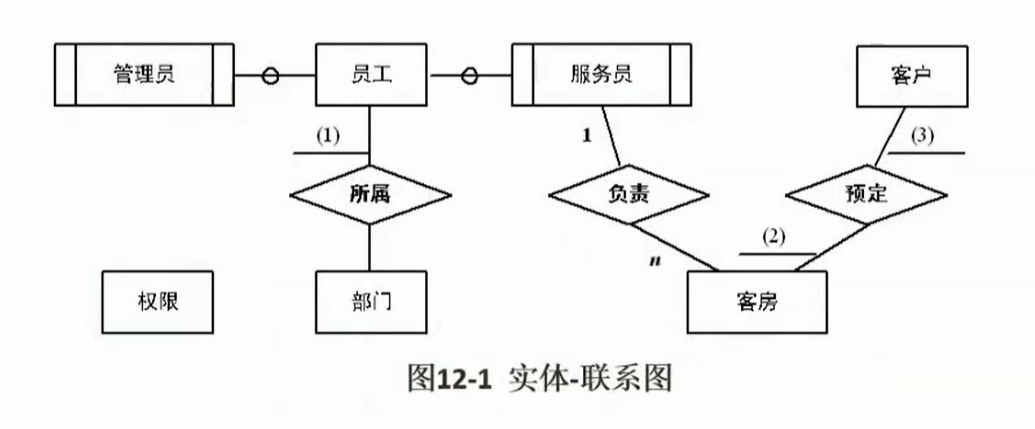 管理员
员工
服务员
客户
(1)
1
(3)
所属
负责
预定
(2)
n
权限
部门
客房
图12-1 实体-联系图